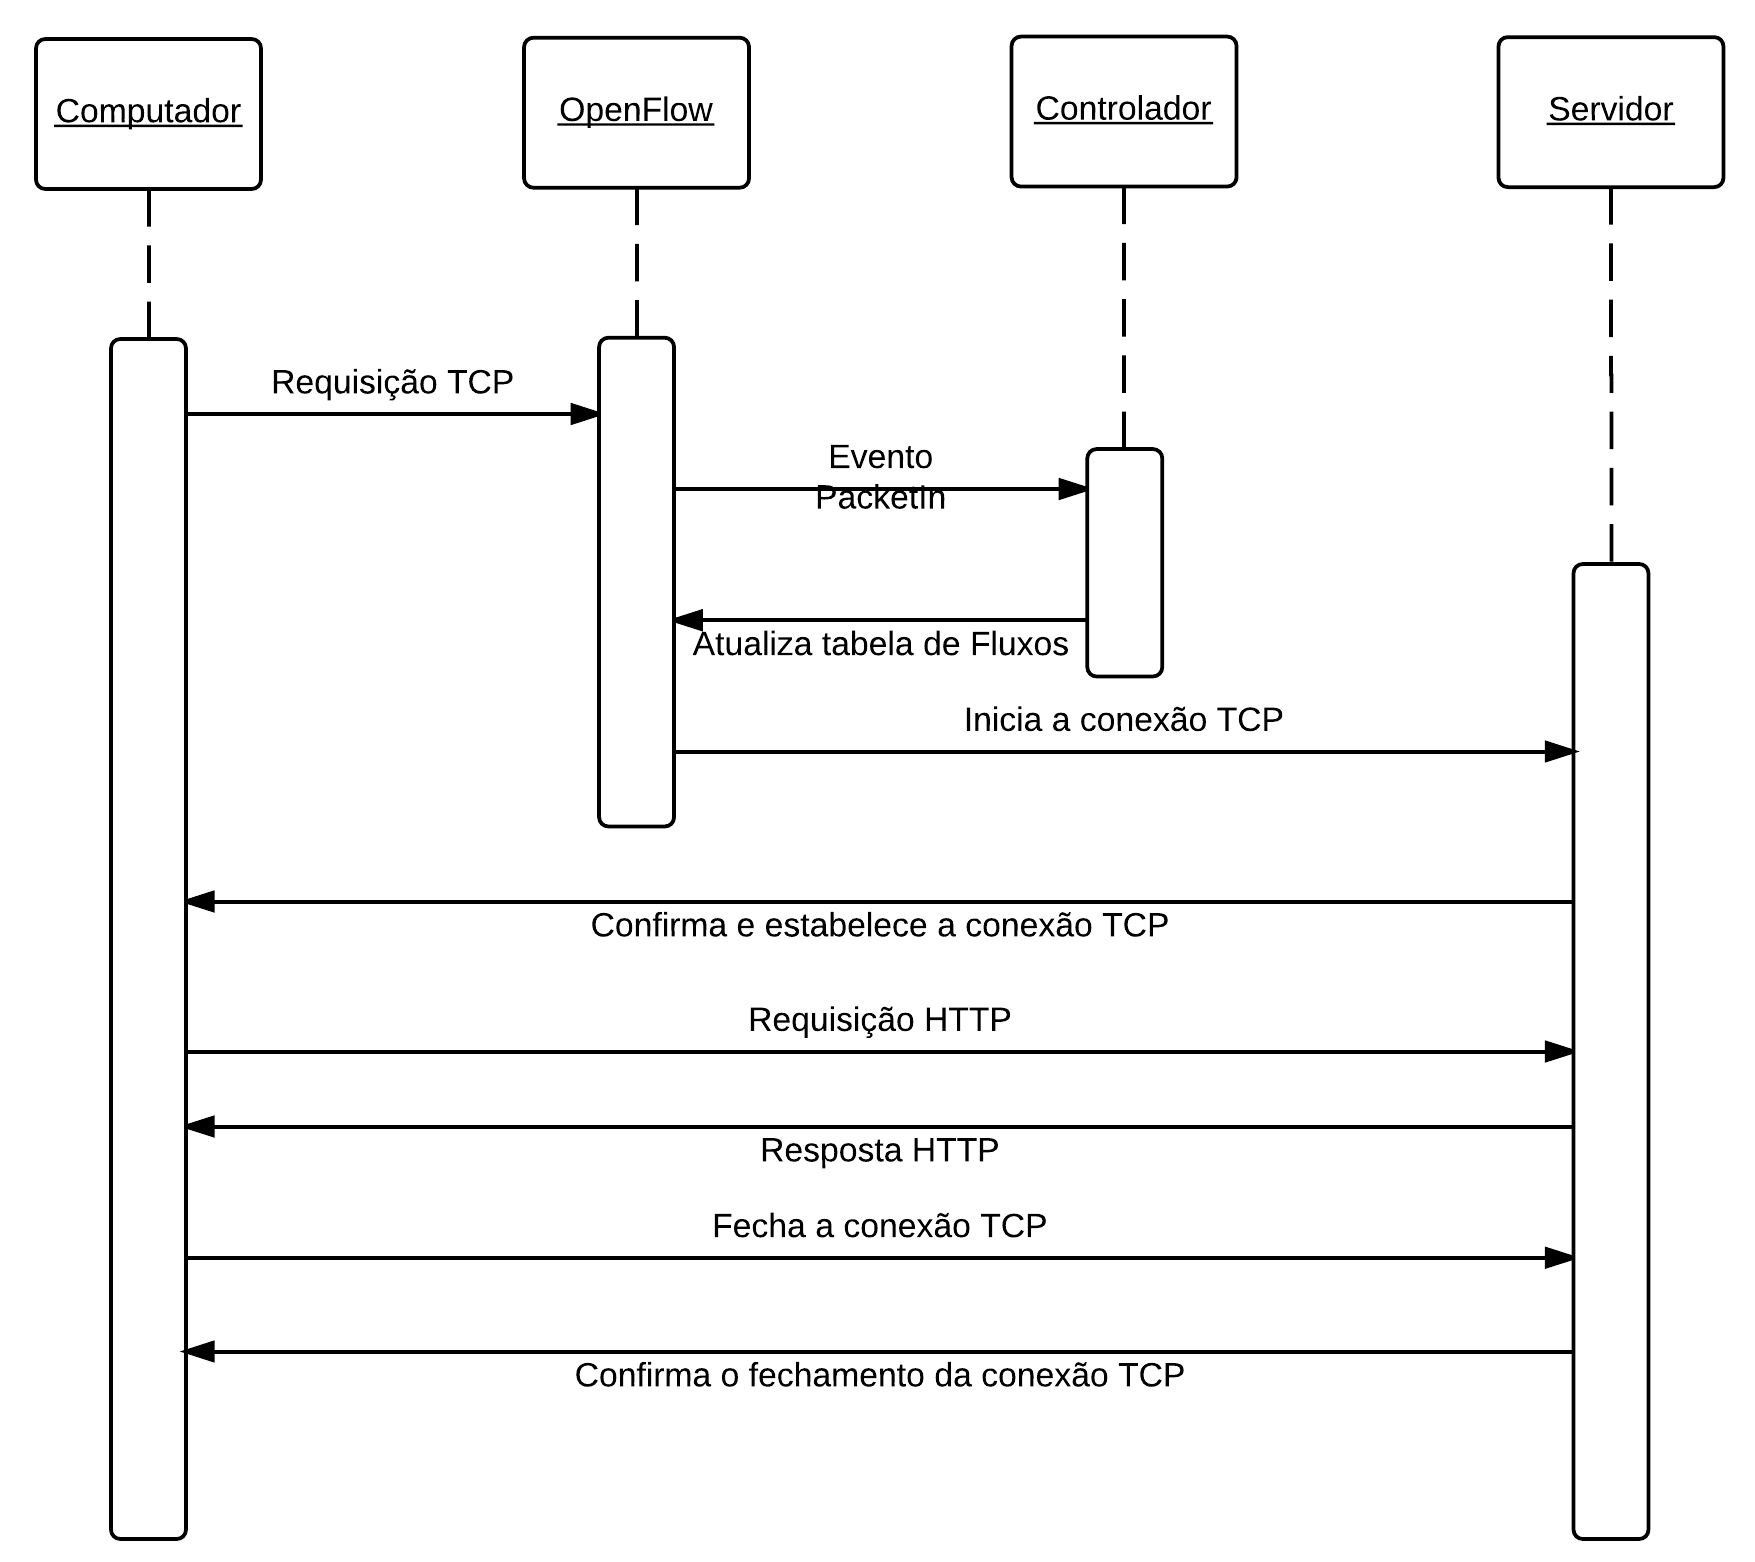 Computador
OpenFlow
Controlador
Servidor
Requisição TCP
Evento
PacketIn
Atualiza tabela de Fluxos
Inicia a conexão TCP
Confirma e estabelece a conexão TCP
Requisição HTTP
Resposta HTTP
Fecha a conexão TCP
Confirma o fechamento da conexão TCP